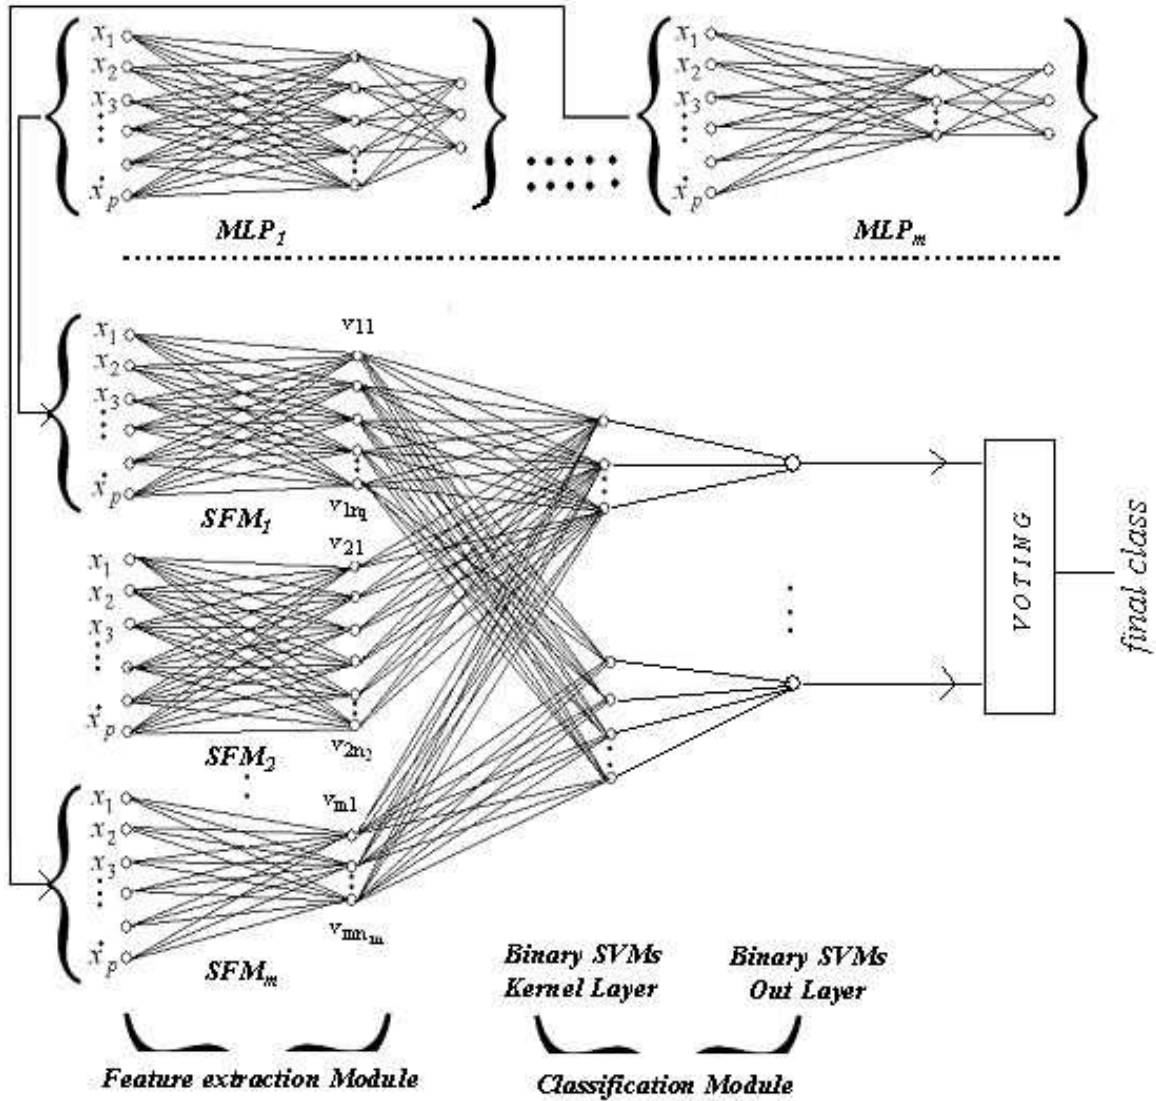 x1
x2
x3
xp
MLP1
x1
x2
x3
xp
MLPm
x1
x2
x3
xp
v11
v1n1
SFM1
x1
x2
x3
xp
v21
v2n2
SFM2
x1
x2
x3
xp
vm1
vmnm
SFMm
VOTING
final class
Binary SVMs
Kernel Layer
Binary SVMs
Out Layer
Feature extraction Module
Classification Module